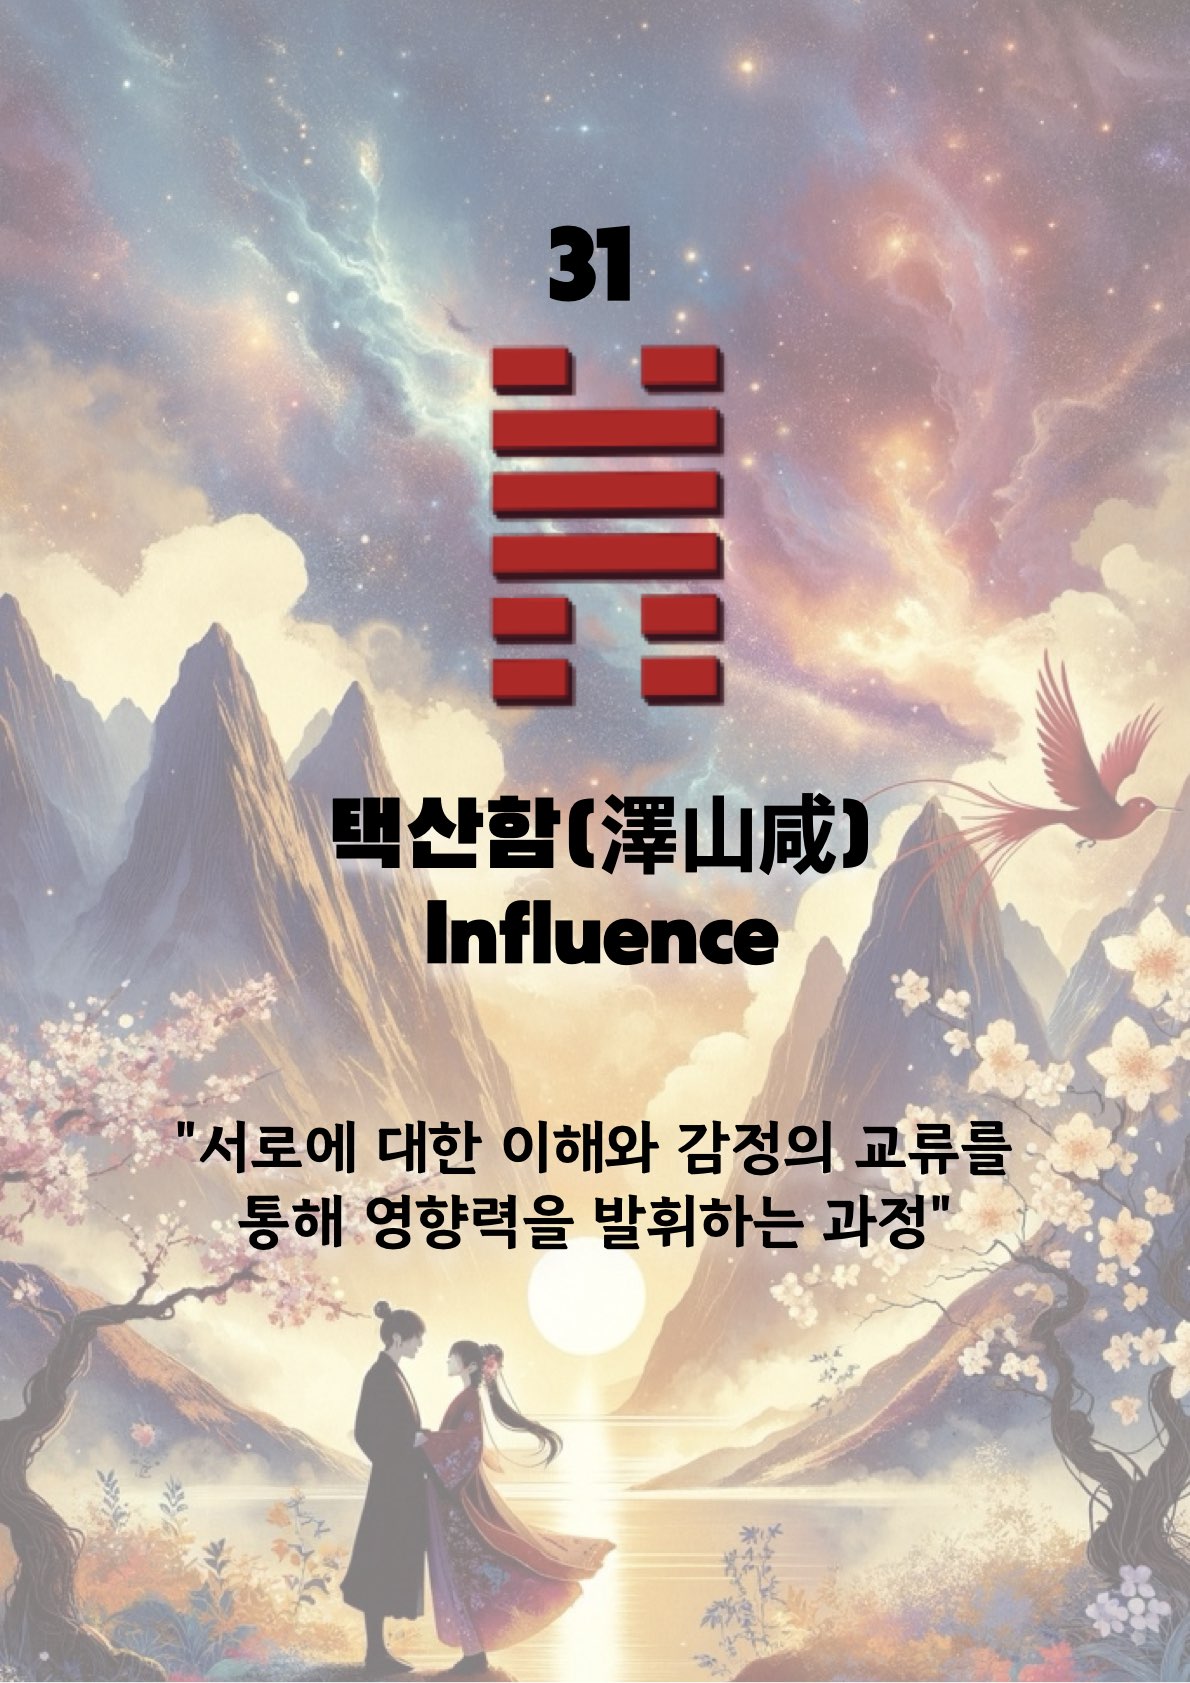 31
택산함(澤山咸)
Influence
"서로에 대한 이해와 감정의 교류를
통해 영향력을 발휘하는 과정"